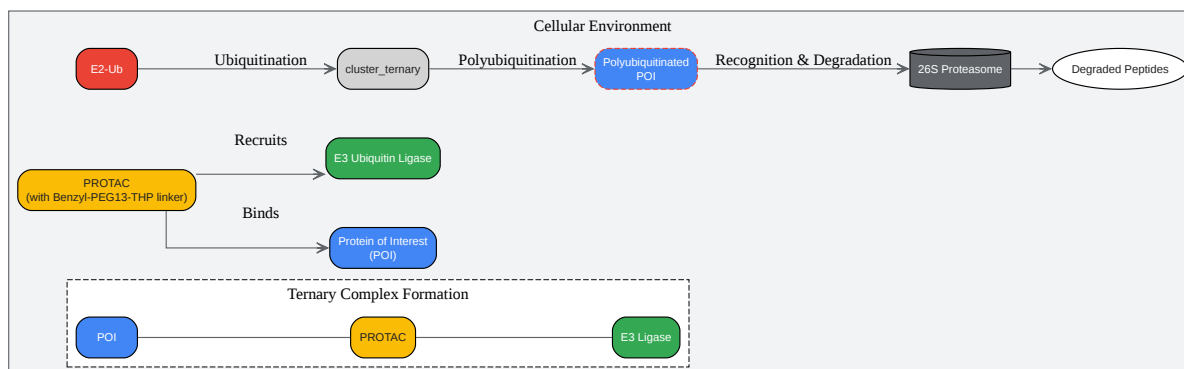 Cellular Environment
E2-Ub
Ubiquitination
cluster_ternary
Polyubiquitination
Polyubiquitinated
POI
Recognition & Degradation
26S Proteasome
Degraded Peptides
Recruits
E3 Ubiquitin Ligase
PROTAC
(with Benzyl-PEG13-THP linker)
Binds
Protein of Interest
(POI)
Ternary Complex Formation
POI
PROTAC
E3 Ligase